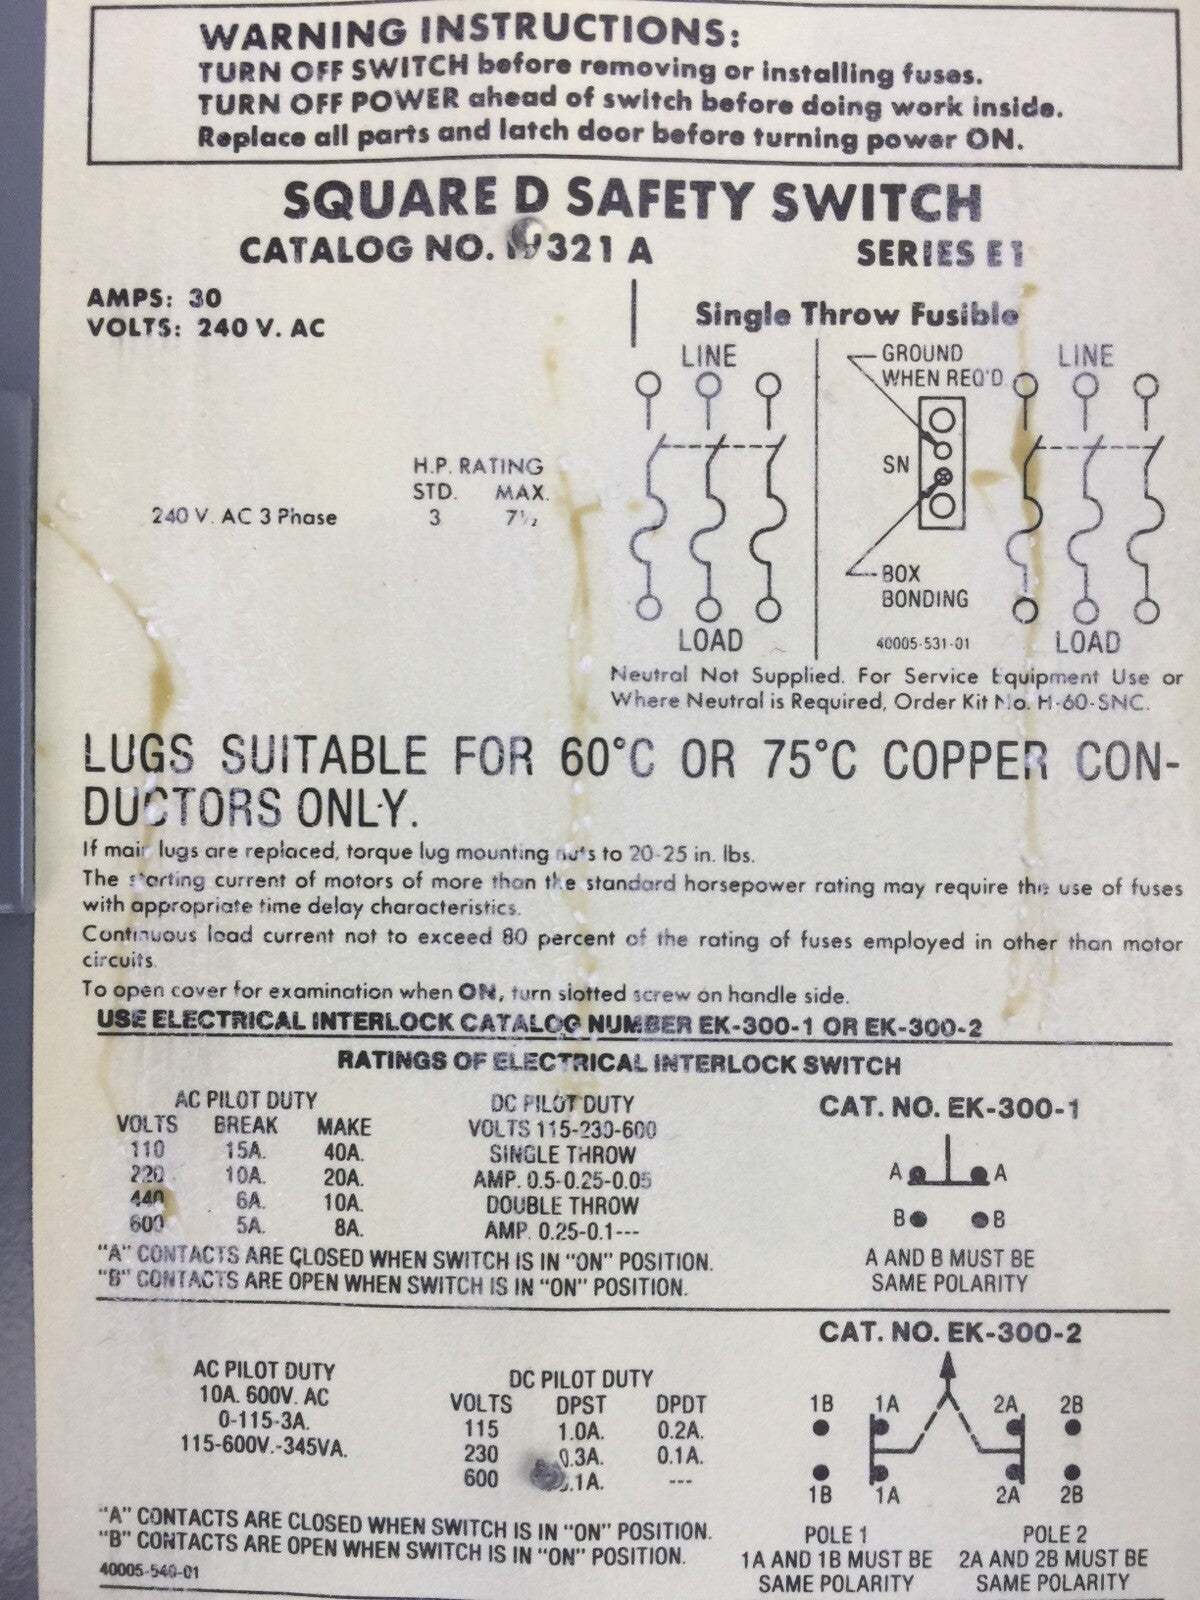 WARNING INSTRUCTIONS:
TURN OFF SWITCH before removing or installing fuses.
TURN OFF POWER ahead of switch before doing work inside.
Replace all parts and latch door before turning power ON.
SQUARE D SAFETY SWITCH
CATALOG NO. 321 A
SERIES E1
AMPS: 30
VOLTS: 240 V. AC
Single Throw Fusible
LINE
GROUND
WHEN REQ'D
LINE
SN
H.P. RATING
STD. MAX.
240 V. AC 3 Phase 3 7½
BOX
BONDING
LOAD
40005-531-01
LOAD
Neutral Not Supplied. For Service Equipment Use or
Where Neutral is Required, Order Kit No. H-60-SNC.
LUGS SUITABLE FOR 60°C OR 75°C COPPER CON-
DUCTORS ONLY.
If main lugs are replaced, torque lug mounting nuts to 20-25 in. lbs.
The starting current of motors of more than the standard horsepower rating may require the use of fuses
with appropriate time delay characteristics.
Continuous load current not to exceed 80 percent of the rating of fuses employed in other than motor
circuits.
To open cover for examination when ON, turn slotted screw on handle side.
USE ELECTRICAL INTERLOCK CATALOG NUMBER EK-300-1 OR EK-300-2
RATINGS OF ELECTRICAL INTERLOCK SWITCH
AC PILOT DUTY
VOLTS BREAK MAKE
110 15A. 40A.
220 10A. 20A.
440 6A. 10A.
600 5A. 8A.
DC PILOT DUTY
VOLTS 115-230-600
SINGLE THROW
AMP. 0.5-0.25-0.05
DOUBLE THROW
AMP. 0.25-0.1---
CAT. NO. EK-300-1
A A
B B
A AND B MUST BE
SAME POLARITY
"A" CONTACTS ARE CLOSED WHEN SWITCH IS IN "ON" POSITION.
"B" CONTACTS ARE OPEN WHEN SWITCH IS IN "ON" POSITION.
CAT. NO. EK-300-2
AC PILOT DUTY
10A. 600V. AC
0-115-3A.
115-600V.-345VA.
DC PILOT DUTY
VOLTS DPST DPDT
115 1.0A. 0.2A.
230 0.3A. 0.1A.
600 .1A. ---
1B 1A 2A 2B
1B 1A 2A 2B
POLE 1 POLE 2
1A AND 1B MUST BE 2A AND 2B MUST BE
SAME POLARITY SAME POLARITY
"A" CONTACTS ARE CLOSED WHEN SWITCH IS IN "ON" POSITION.
"B" CONTACTS ARE OPEN WHEN SWITCH IS IN "ON" POSITION.
40005-540-01